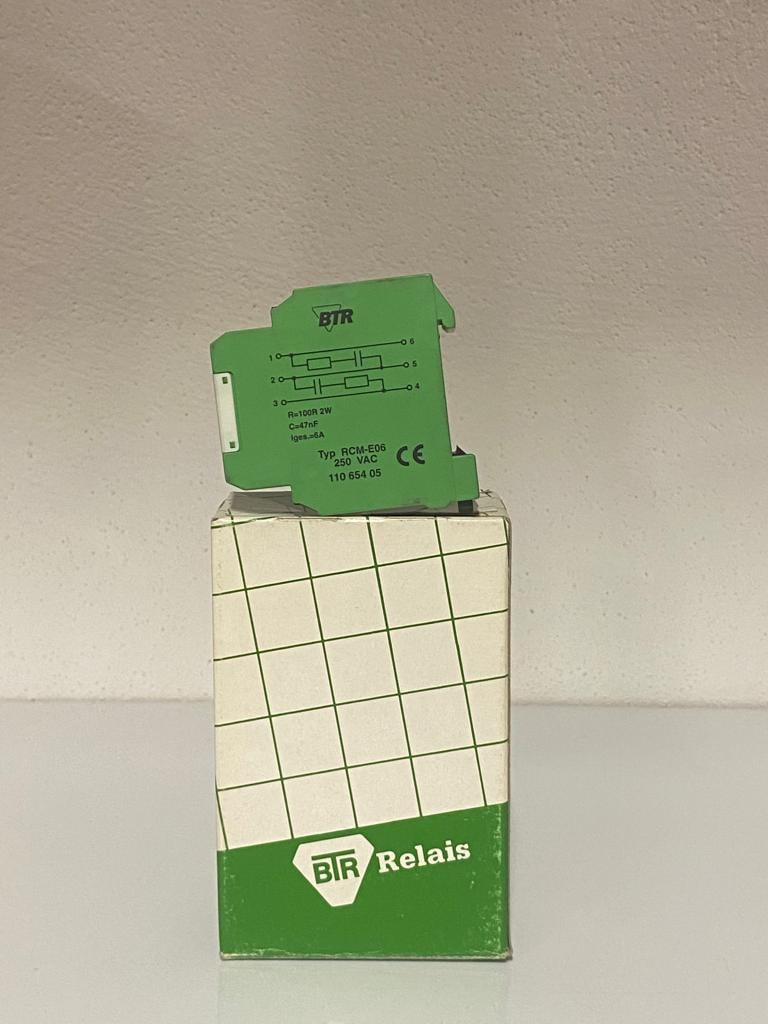 BTR
1 6
5
2
4
3
R=100R 2W
C=47nF
Iges.=6A
Typ RCM-E06
250 VAC
110 654 05
CE
BTR Relais